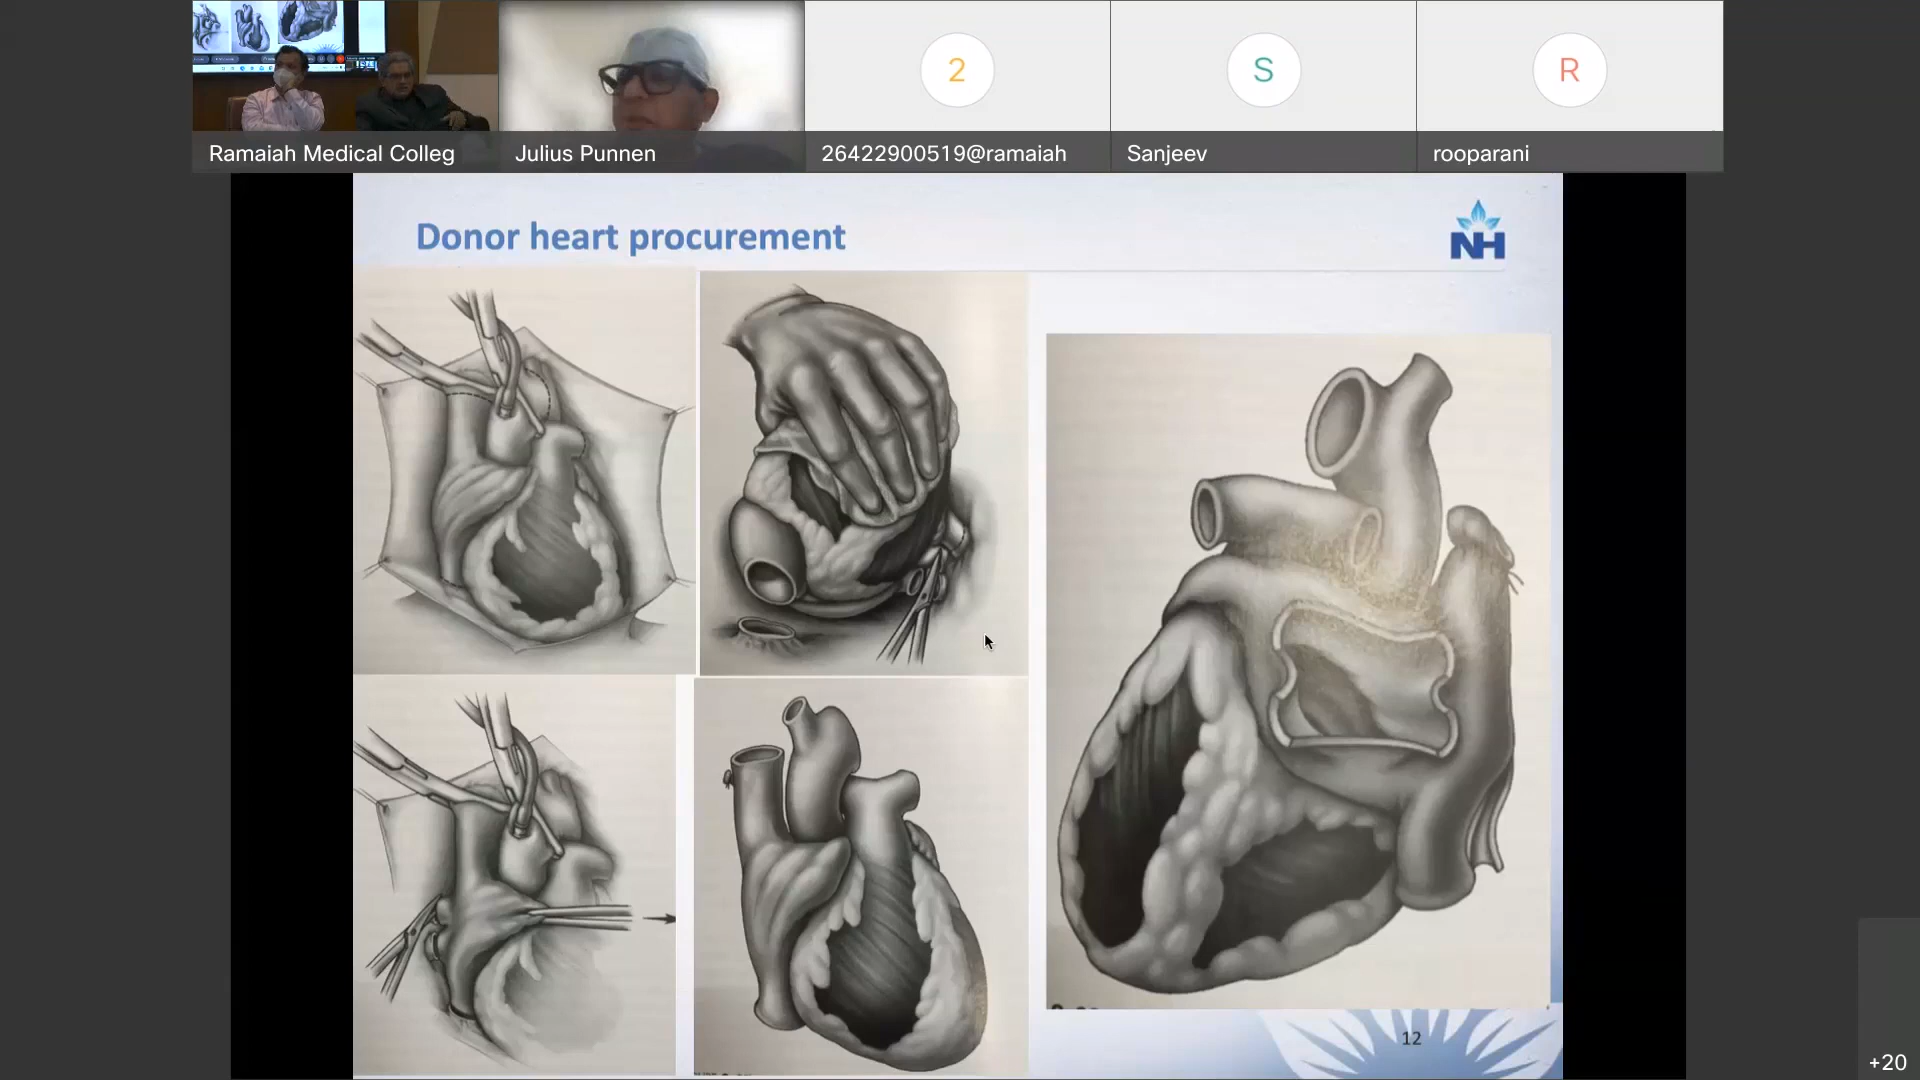 Ramaiah Medical Colleg
Julius Punnen
2
26422900519@ramaiah
S
Sanjeev
R
rooparani
Donor heart procurement
NH
12
+20